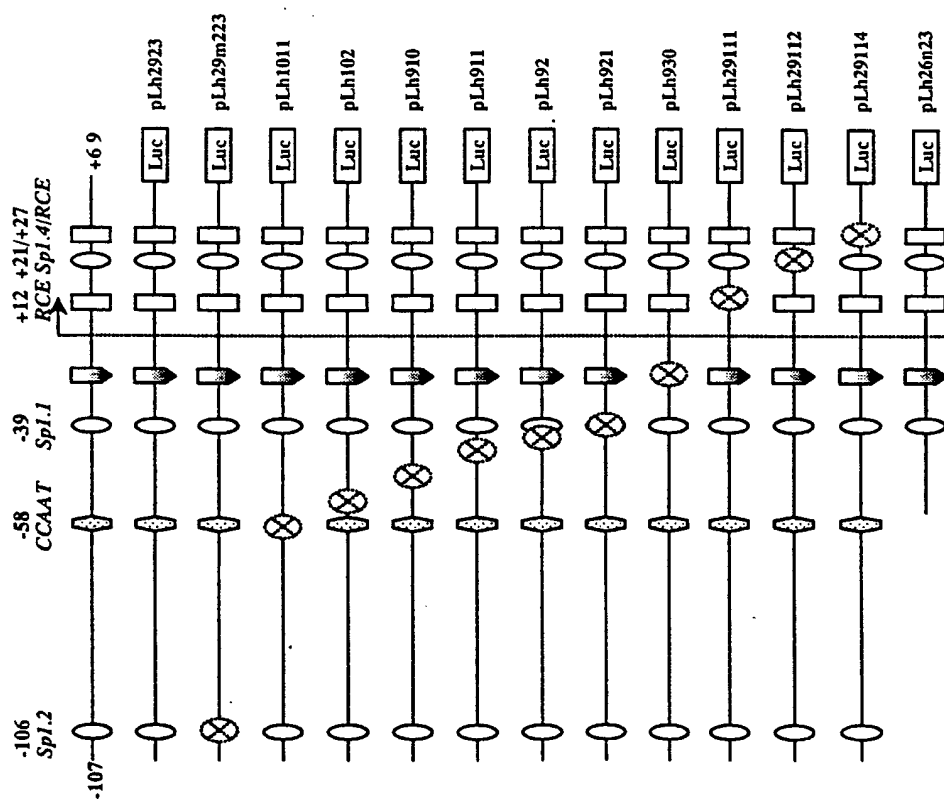 -106 -58 -39 +12 +21/+27
Sp1.2 CCAAT Sp1.1 RCE Sp1.4/RCE
-107 +69
Luc pLh2923
Luc pLh29m223
Luc pLh1011
Luc pLh102
Luc pLh910
Luc pLh911
Luc pLh92
Luc pLh921
Luc pLh930
Luc pLh29111
Luc pLh29112
Luc pLh29114
Luc pLh26n23